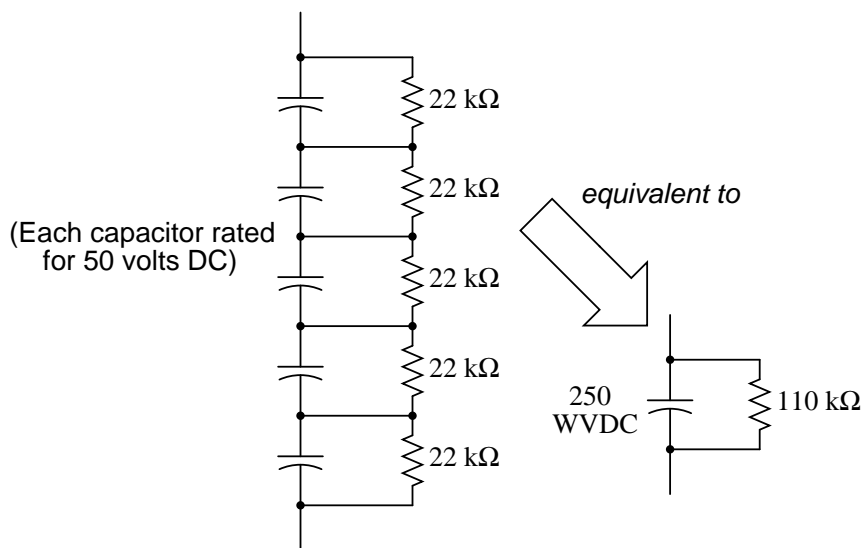 22 kΩ
22 kΩ
equivalent to
(Each capacitor rated
for 50 volts DC)
22 kΩ
22 kΩ
250
WVDC
110 kΩ
22 kΩ